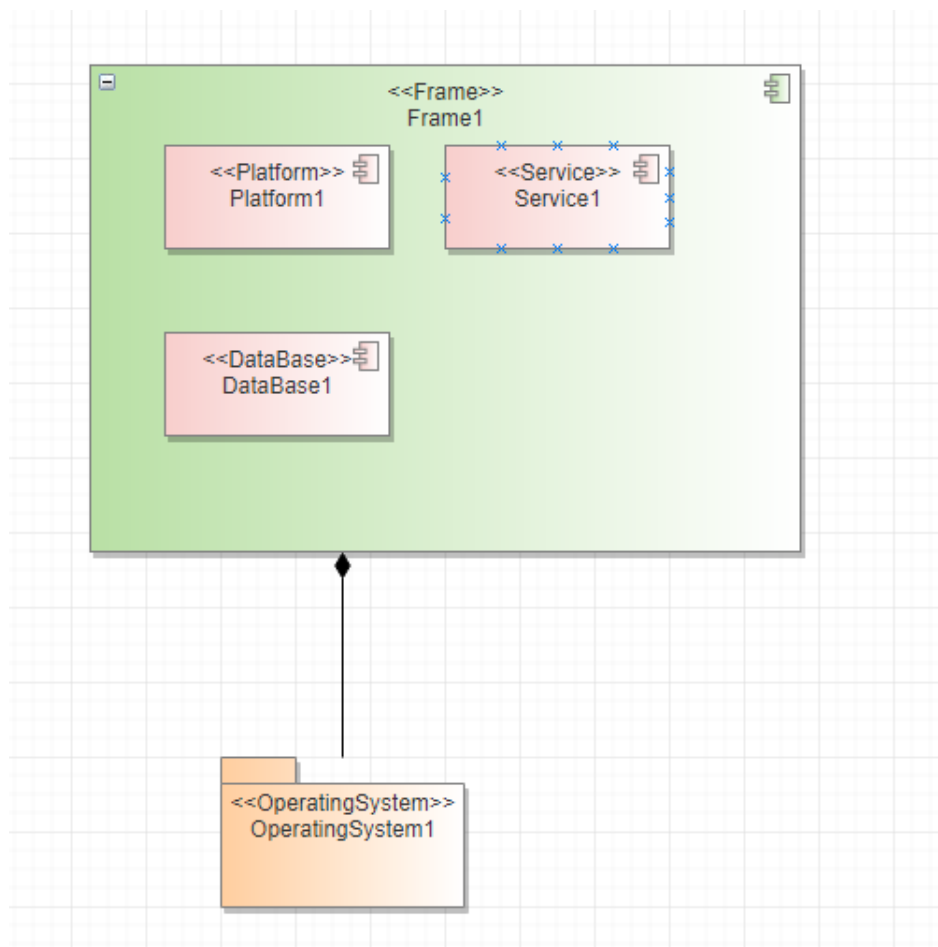 <<Frame>>
Frame1
<<Platform>>
Platform1
<<Service>>
Service1
<<DataBase>>
DataBase1
<<OperatingSystem>>
OperatingSystem1